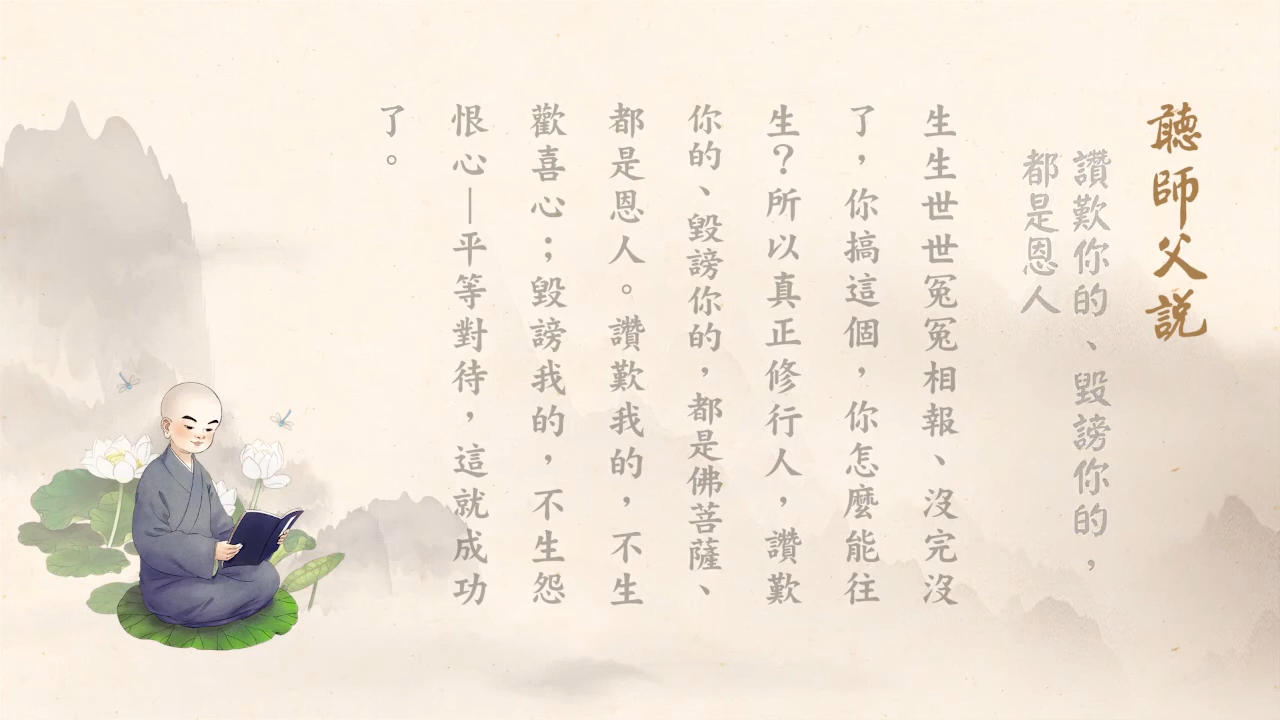 聽師父説
讚歎你的、毀謗你的，
都是恩人
生生世世冤冤相報、沒完沒
了，你搞這個，你怎麼能往
生？所以真正修行人，讚歎
你的、毀謗你的，都是佛菩薩、
都是恩人。讚歎我的，不生
歡喜心；毀謗我的，不生怨
恨心—平等對待，這就成功
了。